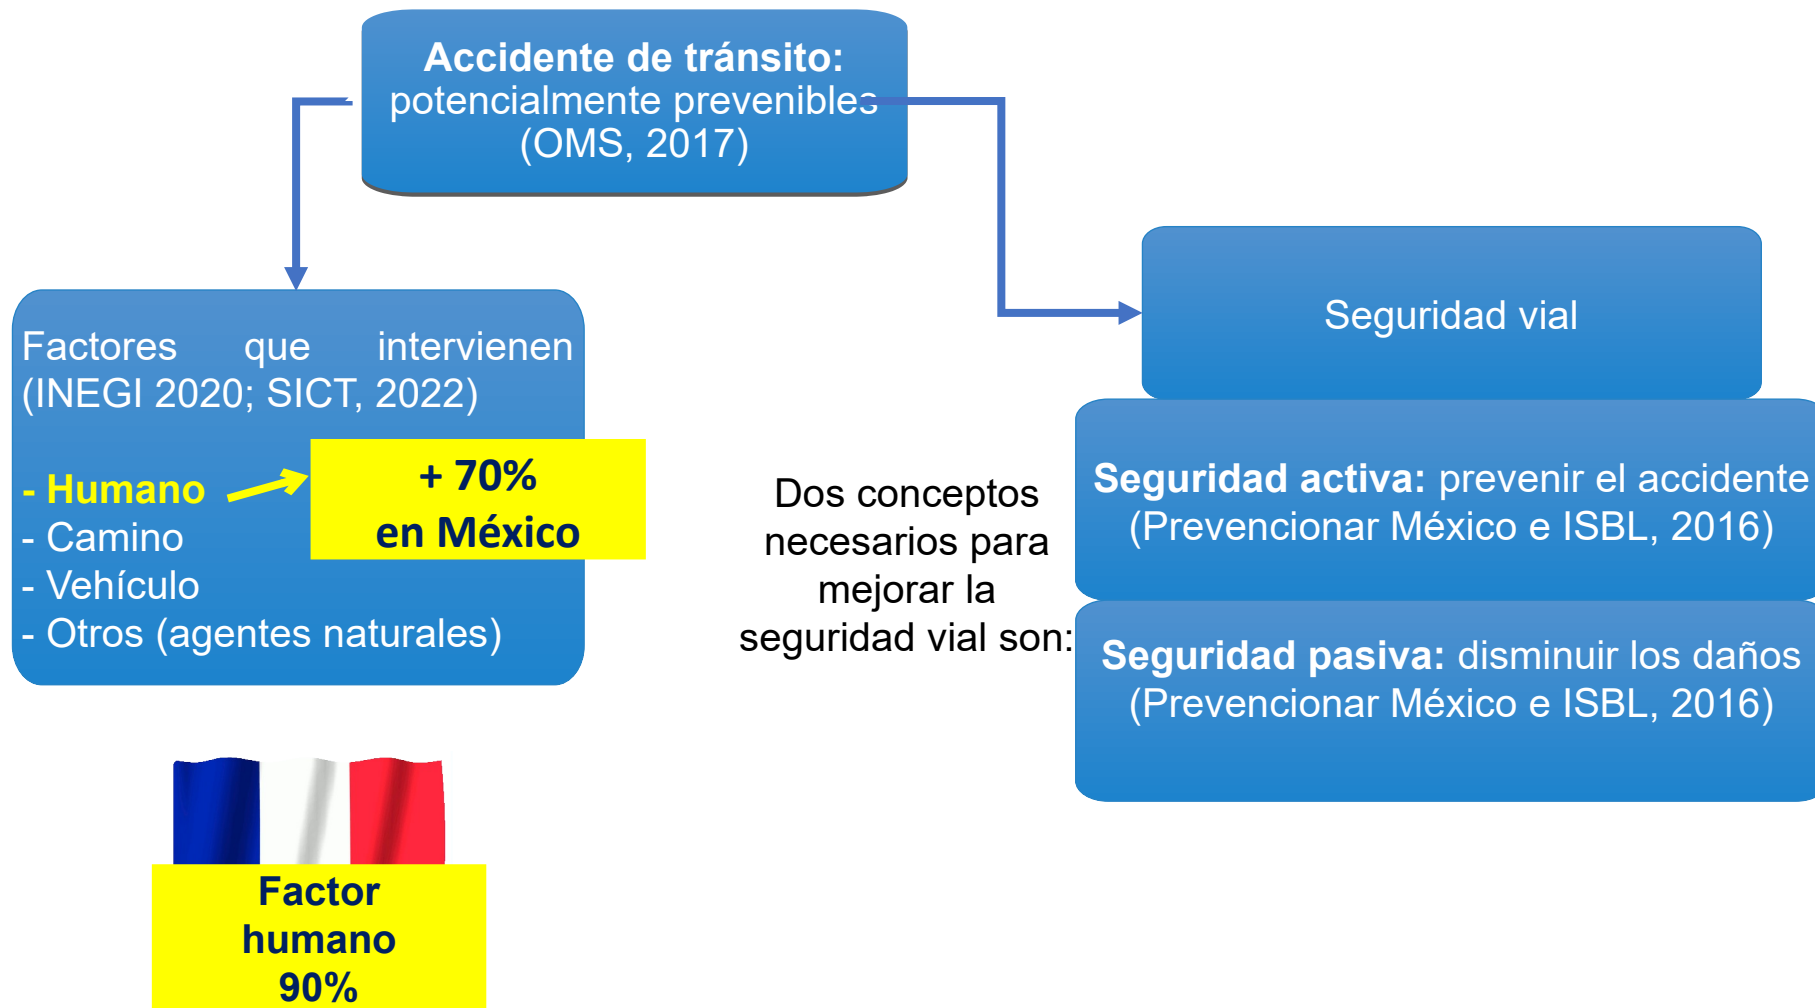 Accidente de tránsito:
potencialmente prevenibles
(OMS, 2017)
Factores que intervienen
(INEGI 2020; SICT, 2022)
- Humano
- Camino
- Vehículo
- Otros (agentes naturales)
+ 70%
en México
Factor
humano
90%
Seguridad vial
Dos conceptos
necesarios para
mejorar la
seguridad vial son:
Seguridad activa: prevenir el accidente
(Prevencionar México e ISBL, 2016)
Seguridad pasiva: disminuir los daños
(Prevencionar México e ISBL, 2016)